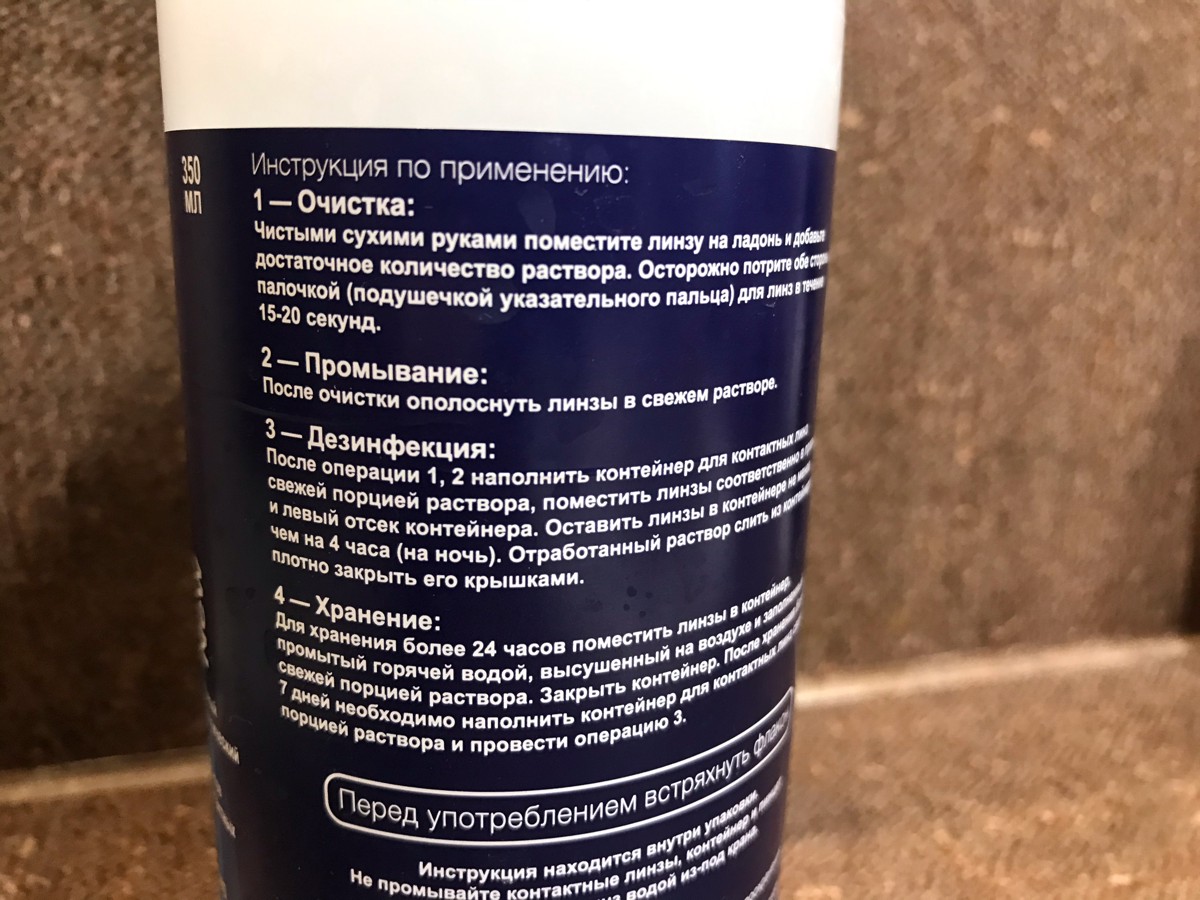 350
МЛ
Инструкция по применению:
1 — Очистка:
Чистыми сухими руками поместите линзу на ладонь и добавьте
достаточное количество раствора. Осторожно потрите обе
палочкой (подушечкой указательного пальца) для линз в течение
15-20 секунд.
2 — Промывание:
После очистки ополоснуть линзы в свежем растворе.
3 — Дезинфекция:
После операции 1, 2 наполнить контейнер для контактных линз
свежей порцией раствора, поместить линзы соответственно в
и левый отсек контейнера. Оставить линзы в контейнере не менее
чем на 4 часа (на ночь). Отработанный раствор слить из
плотно закрыть его крышками.
4 — Хранение:
Для хранения более 24 часов поместить линзы в контейнер,
промытый горячей водой, высушенный на воздухе и
свежей порцией раствора. Закрыть контейнер. После хранения
7 дней необходимо наполнить контейнер для контактных линз
порцией раствора и провести операцию 3.
Перед употреблением встряхнуть флакон
Инструкция находится внутри упаковки.
Не промывайте контактные линзы, контейнер и пинцет
водой из-под крана.